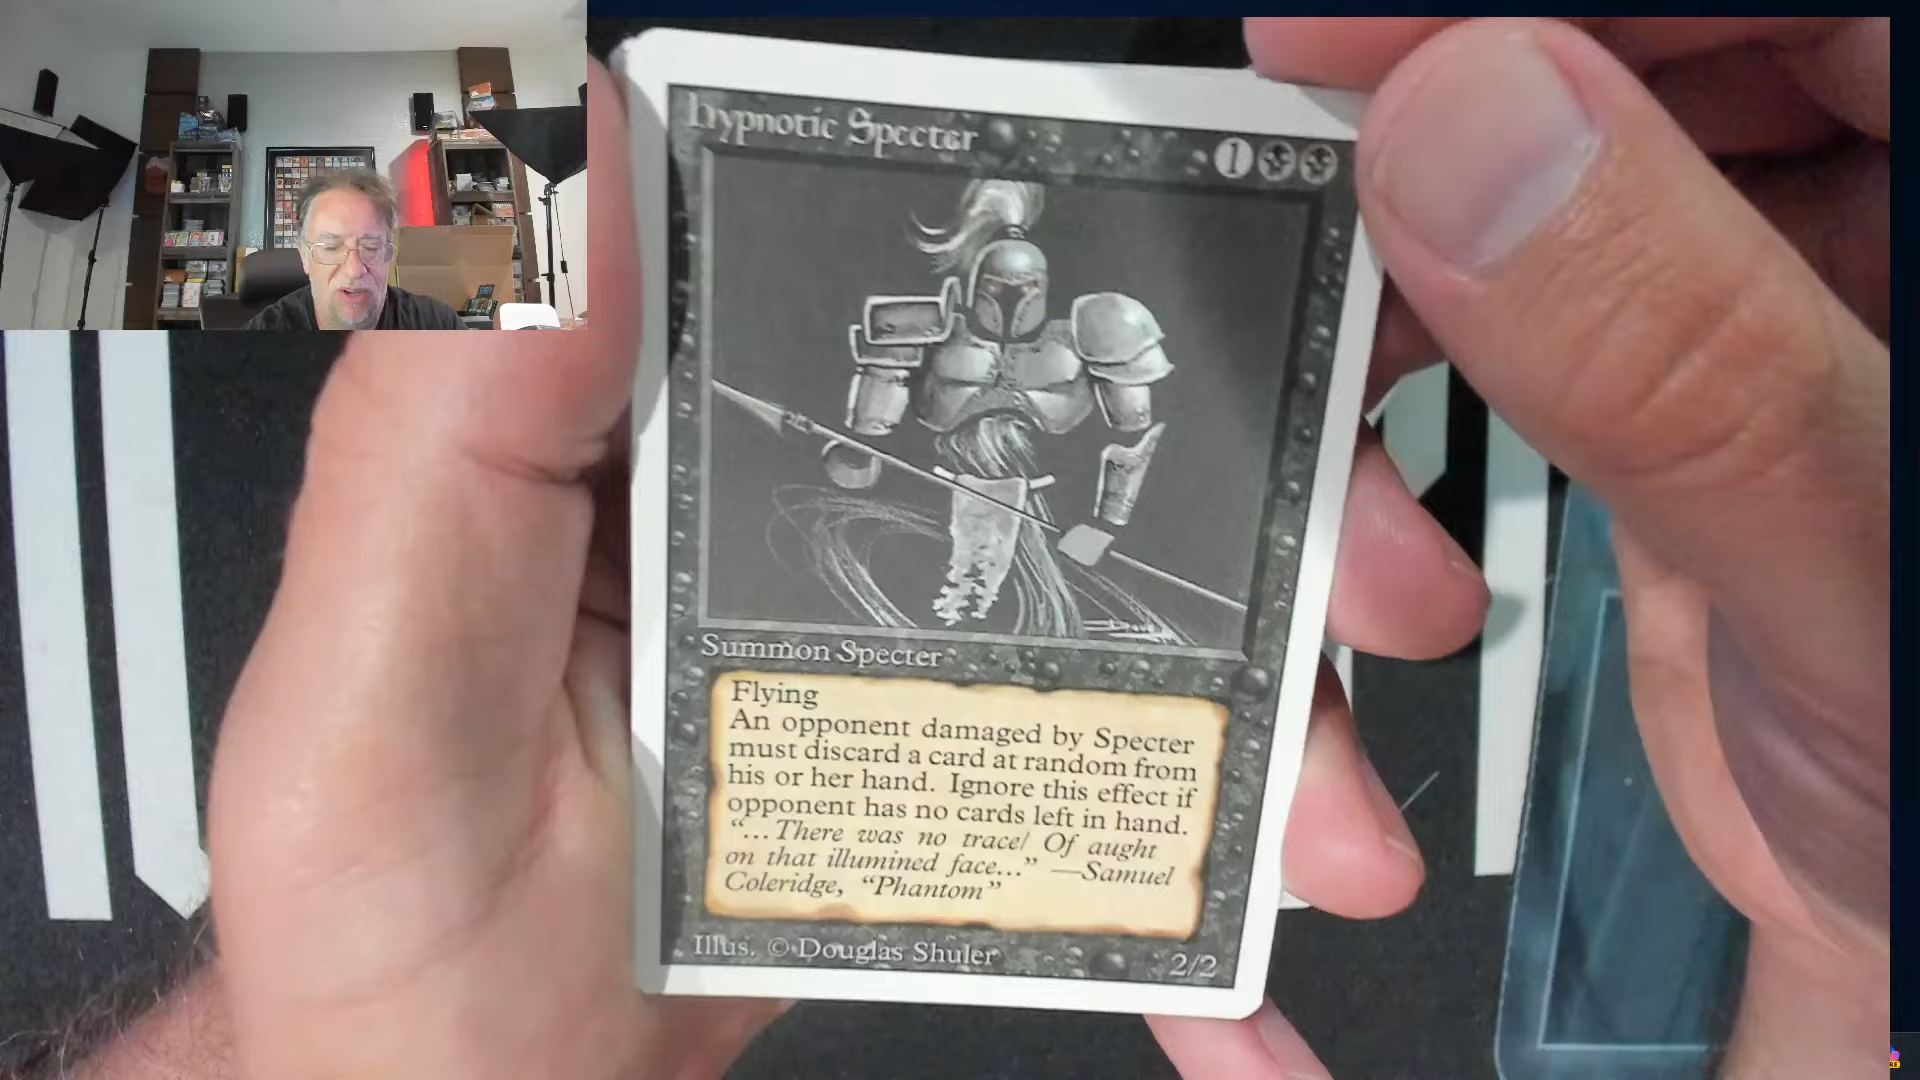 Hypnotic Specter
1
Summon Specter
Flying
An opponent damaged by Specter
must discard a card at random from
his or her hand. Ignore this effect if
opponent has no cards left in hand.
“...There was no trace/ Of aught
on that illumined face...” —Samuel
Coleridge, “Phantom”
Illus. © Douglas Shuler
2/2